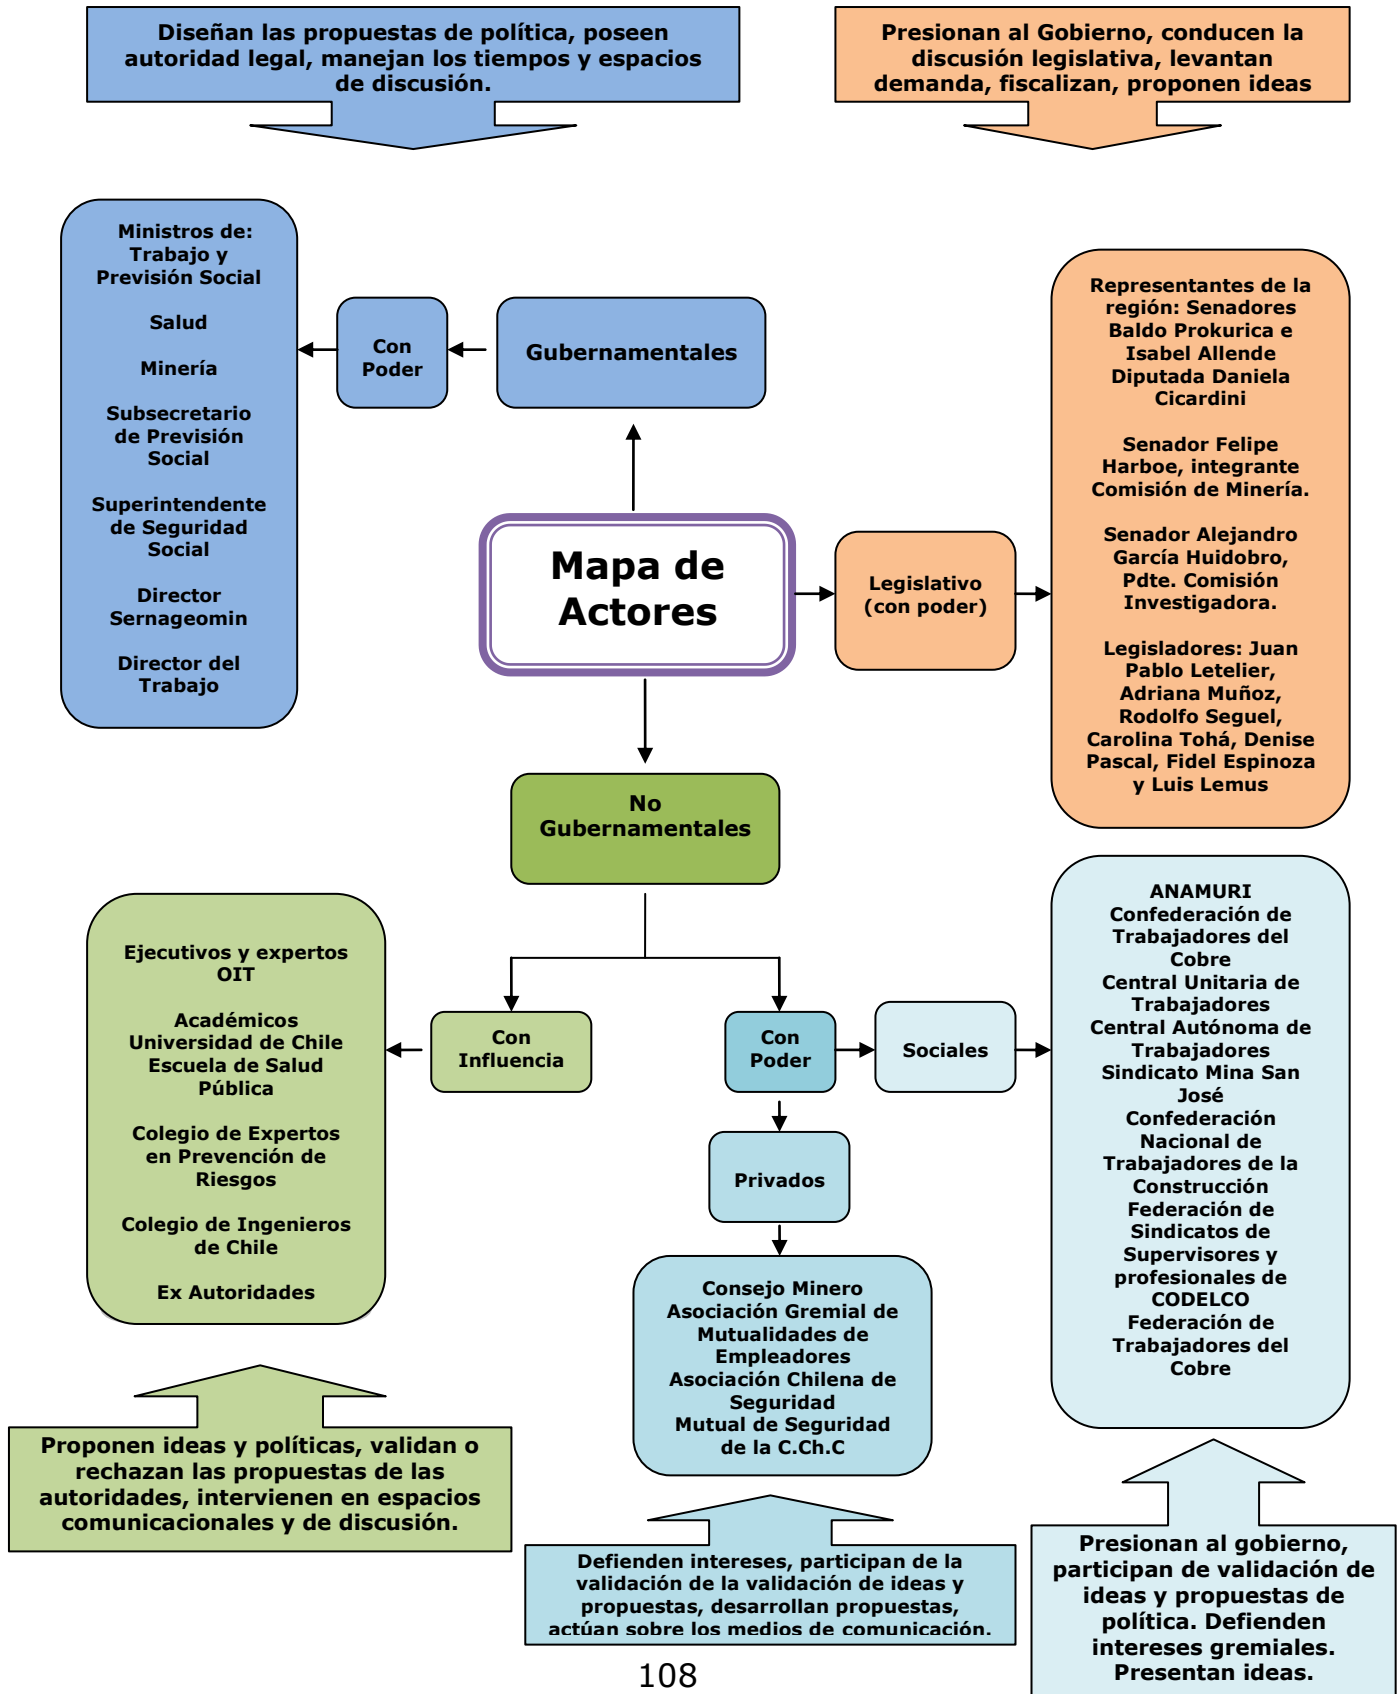 Diseñan las propuestas de política, poseen
autoridad legal, manejan los tiempos y espacios
de discusión.
Presionan al Gobierno, conducen la
discusión legislativa, levantan
demanda, fiscalizan, proponen ideas
Ministros de:
Trabajo y
Previsión Social
Salud
Minería
Subsecretario
de Previsión
Social
Superintendente
de Seguridad
Social
Director
Sernageomin
Director del
Trabajo
Con
Poder
Gubernamentales
Mapa de
Actores
Legislativo
(con poder)
Representantes de la
región: Senadores
Baldo Prokurica e
Isabel Allende
Diputada Daniela
Cicardini
Senador Felipe
Harboe, integrante
Comisión de Minería.
Senador Alejandro
García Huidobro,
Pdte. Comisión
Investigadora.
Legisladores: Juan
Pablo Letelier,
Adriana Muñoz,
Rodolfo Seguel,
Carolina Tohá, Denise
Pascal, Fidel Espinoza
y Luis Lemus
No
Gubernamentales
Ejecutivos y expertos
OIT
Académicos
Universidad de Chile
Escuela de Salud
Pública
Colegio de Expertos
en Prevención de
Riesgos
Colegio de Ingenieros
de Chile
Ex Autoridades
Con
Influencia
Con
Poder
Sociales
Privados
ANAMURI
Confederación de
Trabajadores del
Cobre
Central Unitaria de
Trabajadores
Central Autónoma de
Trabajadores
Sindicato Mina San
José
Confederación
Nacional de
Trabajadores de la
Construcción
Federación de
Sindicatos de
Supervisores y
profesionales de
CODELCO
Federación de
Trabajadores del
Cobre
Consejo Minero
Asociación Gremial de
Mutualidades de
Empleadores
Asociación Chilena de
Seguridad
Mutual de Seguridad
de la C.Ch.C
Proponen ideas y políticas, validan o
rechazan las propuestas de las
autoridades, intervienen en espacios
comunicacionales y de discusión.
Defienden intereses, participan de la
validación de la validación de ideas y
propuestas, desarrollan propuestas,
actúan sobre los medios de comunicación.
Presionan al gobierno,
participan de validación de
ideas y propuestas de
política. Defienden
intereses gremiales.
Presentan ideas.
108